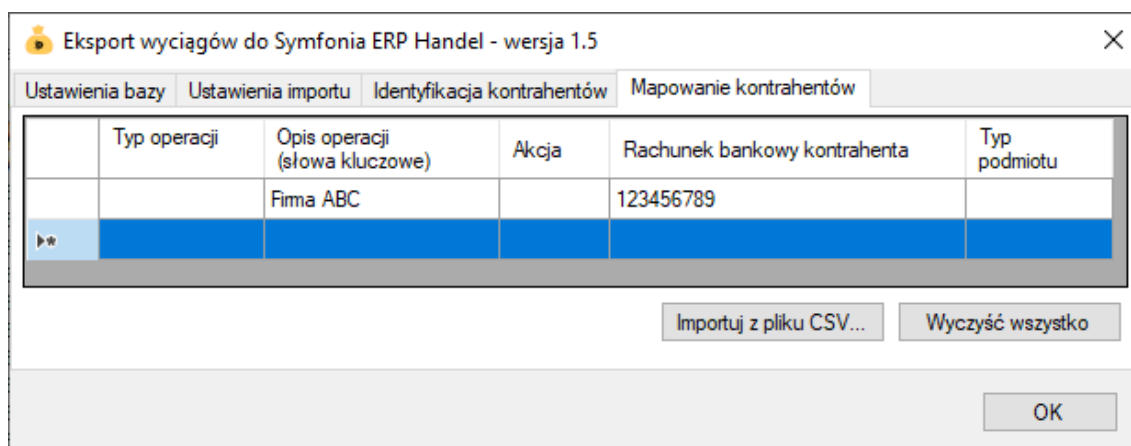 Eksport wyciągów do Symfonia ERP Handel - wersja 1.5
Ustawienia bazy Ustawienia importu Identyfikacja kontrahentów Mapowanie kontrahentów
Typ operacji Opis operacji (słowa kluczowe) Akcja Rachunek bankowy kontrahenta Typ podmiotu
Firma ABC 123456789
Importuj z pliku CSV... Wyczyść wszystko
OK